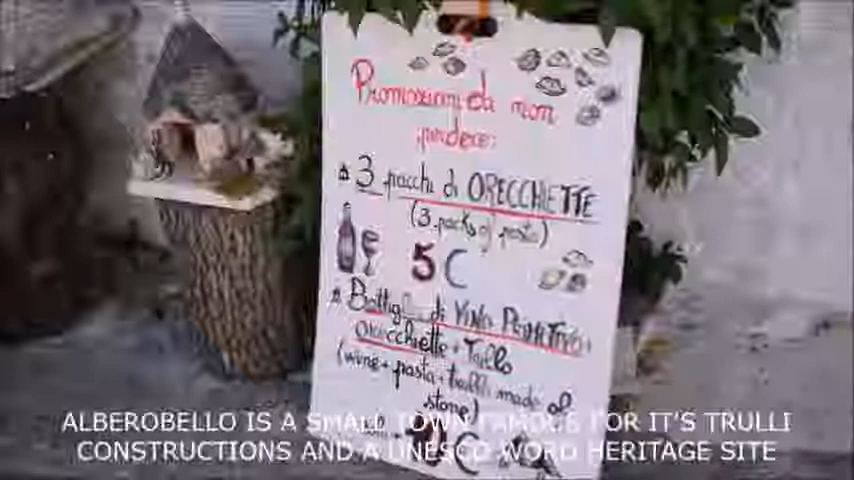 Promozioni da non
perdere:
3 pacchi di ORECCHIETTE
(3 packs of pasta)
5 €
Bottiglia di VINO PRIMITIVO+
Orecchiette+Trullo
(wine+pasta+trulli made of
stone)
€
ALBEROBELLO IS A SMALL TOWN FAMOUS FOR IT'S TRULLI
CONSTRUCTIONS AND A UNESCO WORD HERITAGE SITE